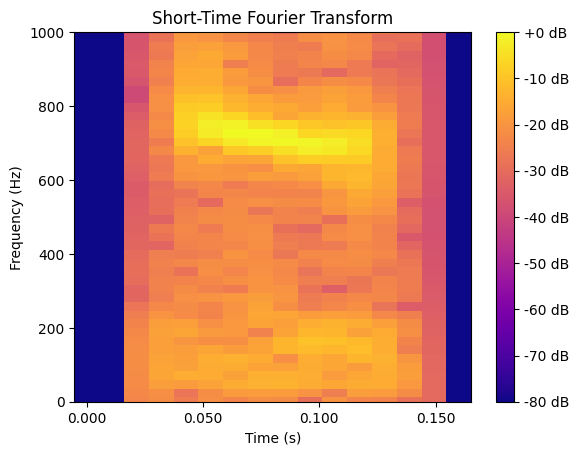 Short-Time Fourier Transform
1000
800
600
400
200
0
Frequency (Hz)
0.000
0.050
0.100
0.150
Time (s)
+0 dB
-10 dB
-20 dB
-30 dB
-40 dB
-50 dB
-60 dB
-70 dB
-80 dB